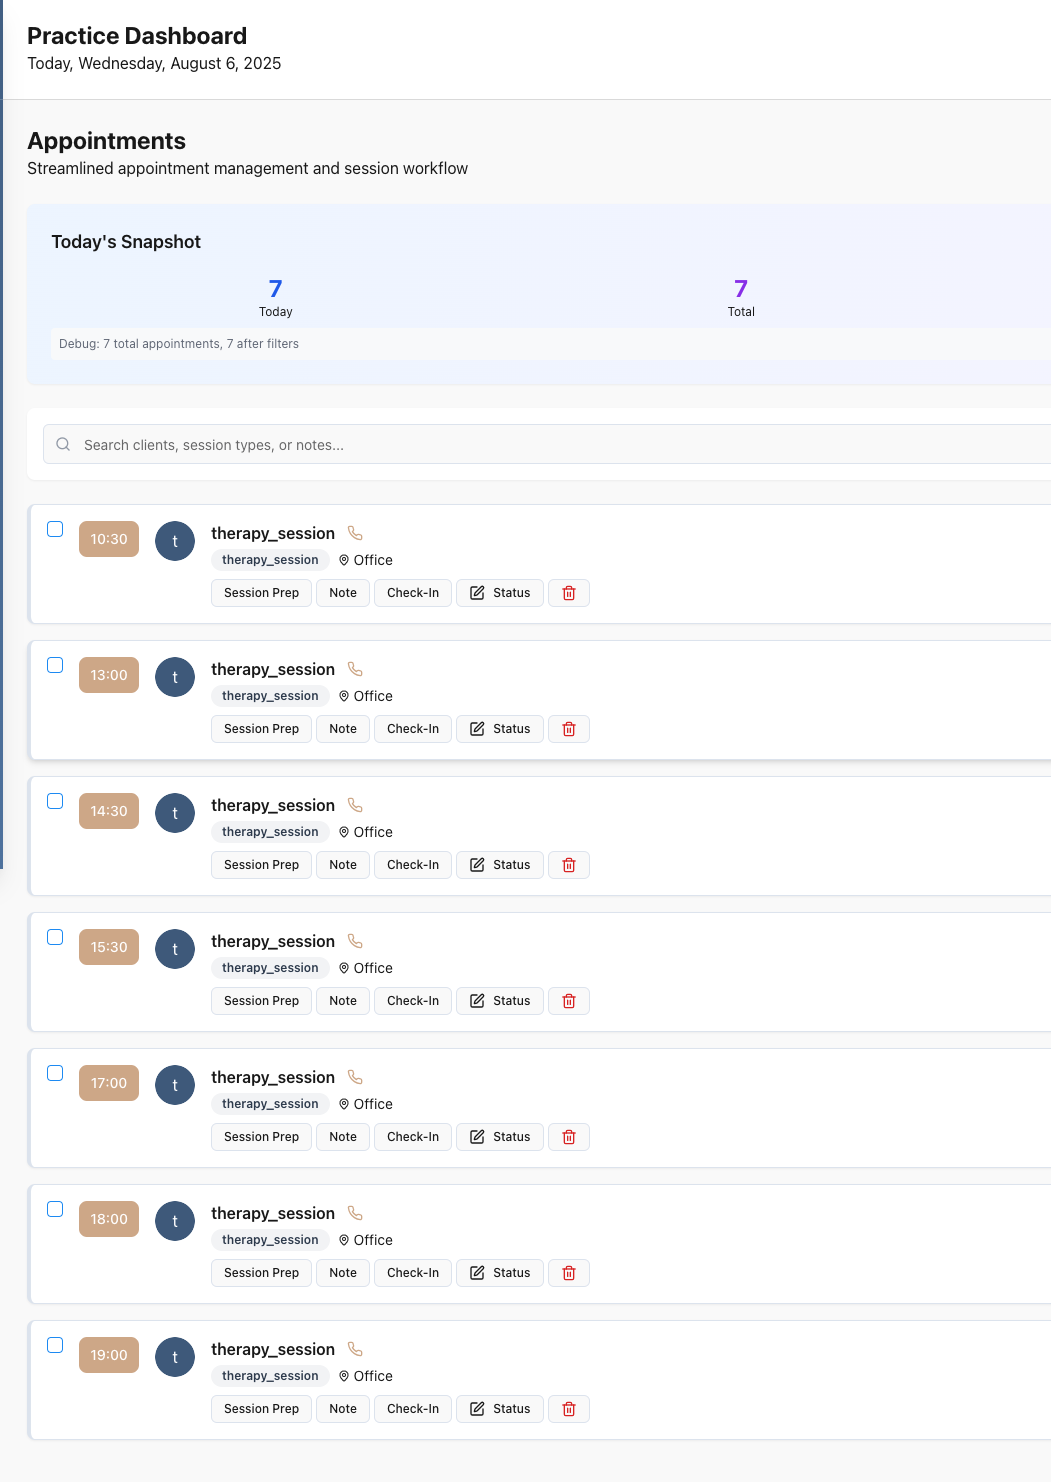 Practice Dashboard
Today, Wednesday, August 6, 2025
Appointments
Streamlined appointment management and session workflow
Today's Snapshot
7 7
Today Total
Debug: 7 total appointments, 7 after filters
Search clients, session types, or notes...
10:30 t therapy_session
therapy_session Office
Session Prep Note Check-In Status
13:00 t therapy_session
therapy_session Office
Session Prep Note Check-In Status
14:30 t therapy_session
therapy_session Office
Session Prep Note Check-In Status
15:30 t therapy_session
therapy_session Office
Session Prep Note Check-In Status
17:00 t therapy_session
therapy_session Office
Session Prep Note Check-In Status
18:00 t therapy_session
therapy_session Office
Session Prep Note Check-In Status
19:00 t therapy_session
therapy_session Office
Session Prep Note Check-In Status